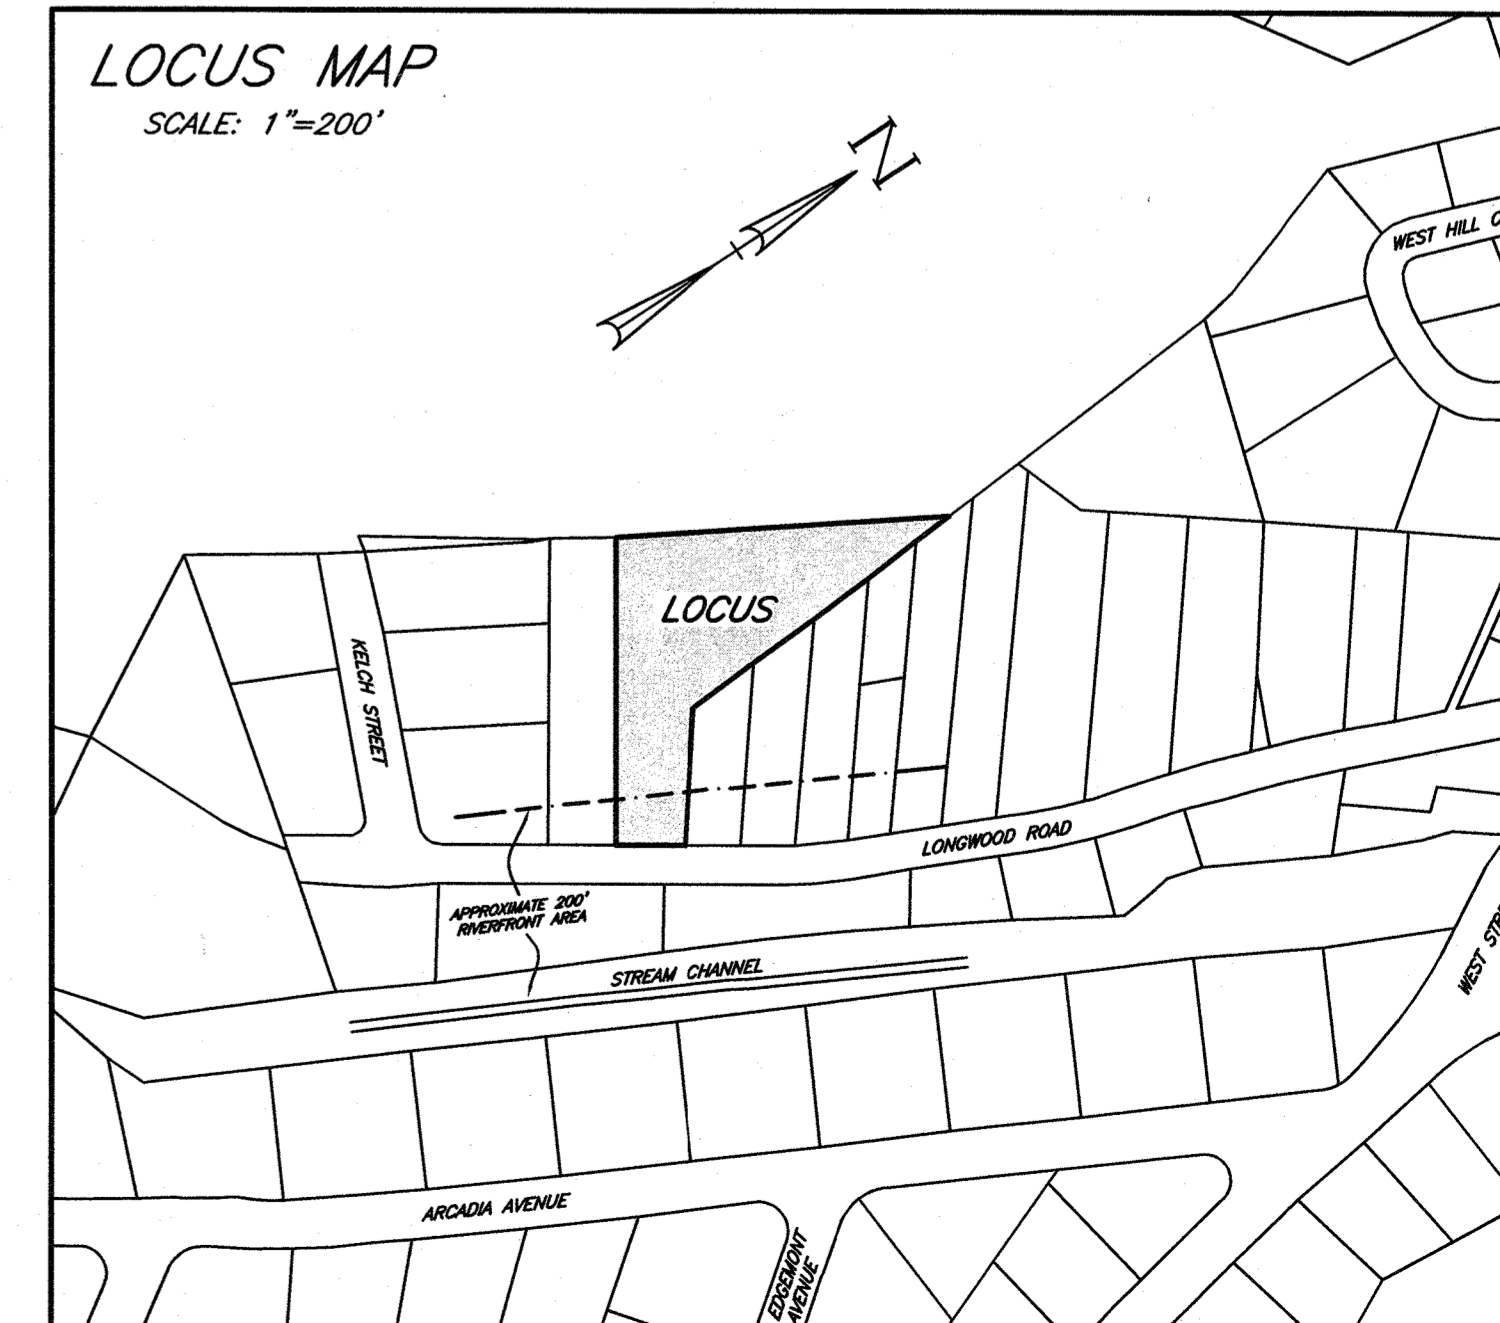 LOCUS MAP
SCALE: 1"=200'
N
WEST HILL
LOCUS
KELCH STREET
LONGWOOD ROAD
APPROXIMATE 200'
RIVERFRONT AREA
STREAM CHANNEL
WEST
ARCADIA AVENUE
EDGEMONT
AVENUE